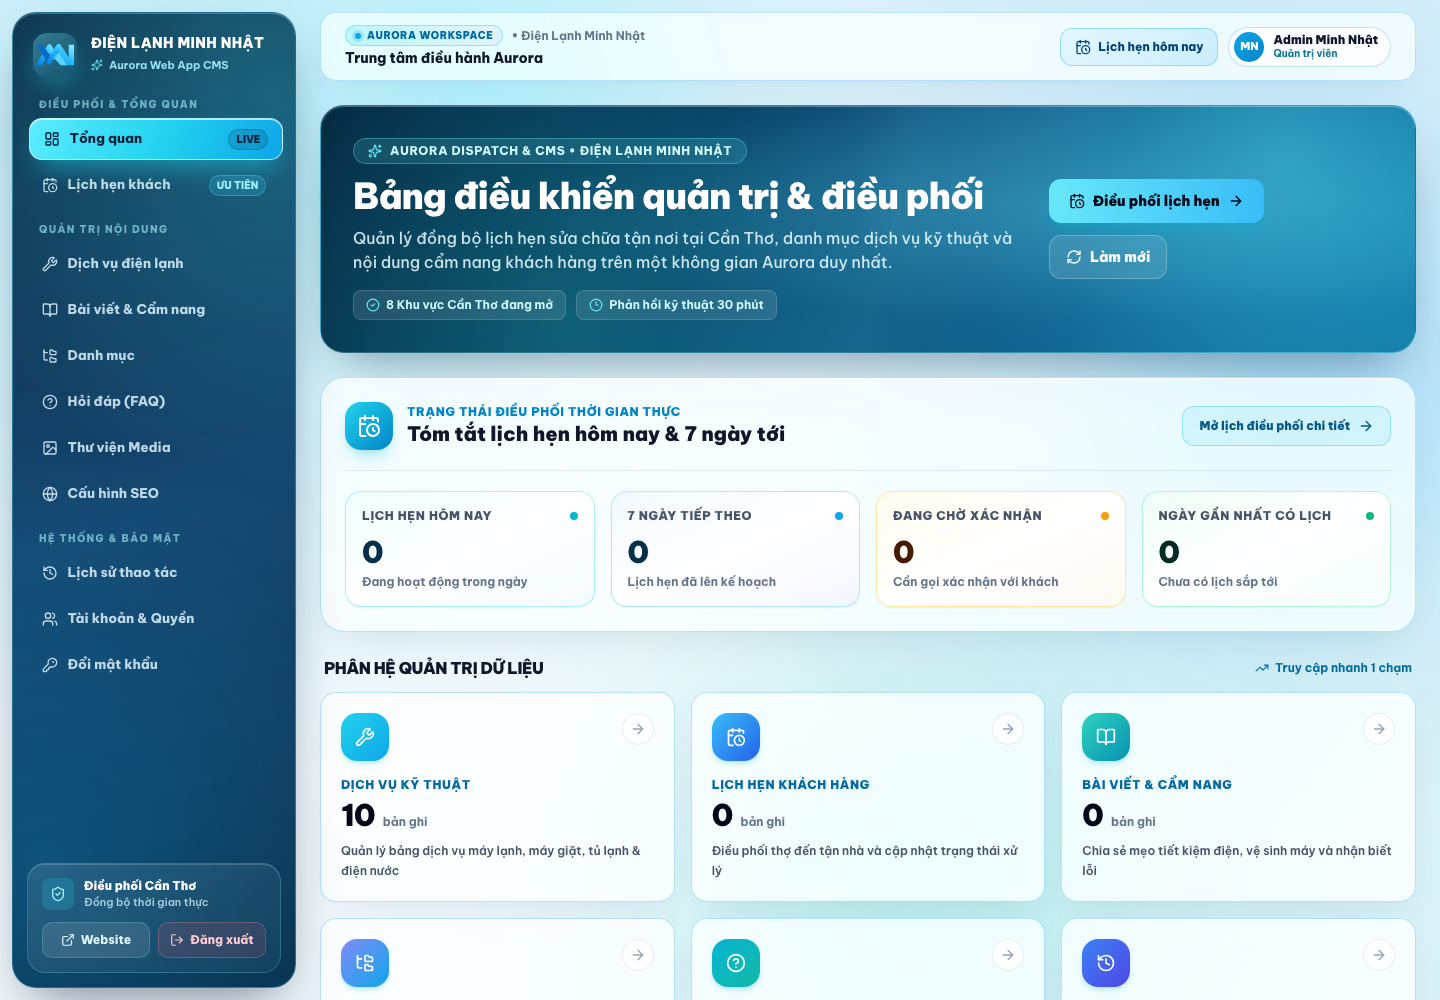 ĐIỆN LẠNH MINH NHẬT
Aurora Web App CMS
ĐIỀU PHỐI & TỔNG QUAN
Tổng quan
LIVE
Lịch hẹn khách
ƯU TIÊN
QUẢN TRỊ NỘI DUNG
Dịch vụ điện lạnh
Bài viết & Cẩm nang
Danh mục
Hỏi đáp (FAQ)
Thư viện Media
Cấu hình SEO
HỆ THỐNG & BẢO MẬT
Lịch sử thao tác
Tài khoản & Quyền
Đổi mật khẩu
Điều phối Cần Thơ
Đồng bộ thời gian thực
Website
Đăng xuất
AURORA WORKSPACE
• Điện Lạnh Minh Nhật
Trung tâm điều hành Aurora
Lịch hẹn hôm nay
MN
Admin Minh Nhật
Quản trị viên
AURORA DISPATCH & CMS • ĐIỆN LẠNH MINH NHẬT
Bảng điều khiển quản trị & điều phối
Quản lý đồng bộ lịch hẹn sửa chữa tận nơi tại Cần Thơ, danh mục dịch vụ kỹ thuật và
nội dung cẩm nang khách hàng trên một không gian Aurora duy nhất.
8 Khu vực Cần Thơ đang mở
Phản hồi kỹ thuật 30 phút
Điều phối lịch hẹn
Làm mới
TRẠNG THÁI ĐIỀU PHỐI THỜI GIAN THỰC
Tóm tắt lịch hẹn hôm nay & 7 ngày tới
Mở lịch điều phối chi tiết
LỊCH HẸN HÔM NAY
0
Đang hoạt động trong ngày
7 NGÀY TIẾP THEO
0
Lịch hẹn đã lên kế hoạch
ĐANG CHỜ XÁC NHẬN
0
Cần gọi xác nhận với khách
NGÀY GẦN NHẤT CÓ LỊCH
0
Chưa có lịch sắp tới
PHÂN HỆ QUẢN TRỊ DỮ LIỆU
Truy cập nhanh 1 chạm
DỊCH VỤ KỸ THUẬT
10 bản ghi
Quản lý bảng dịch vụ máy lạnh, máy giặt, tủ lạnh &
điện nước
LỊCH HẸN KHÁCH HÀNG
0 bản ghi
Điều phối thợ đến tận nhà và cập nhật trạng thái xử
lý
BÀI VIẾT & CẨM NANG
0 bản ghi
Chia sẻ mẹo tiết kiệm điện, vệ sinh máy và nhận biết
lỗi